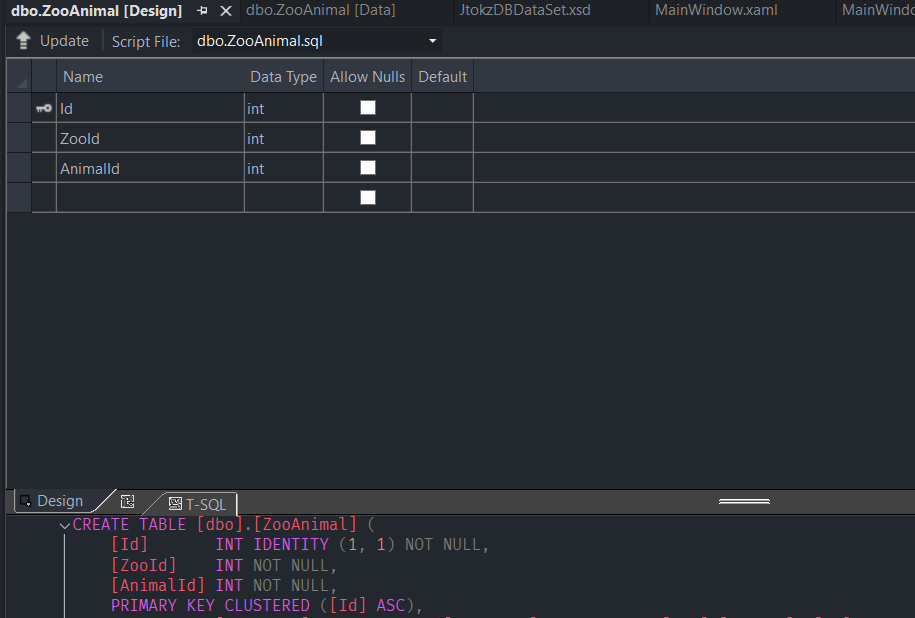 dbo.ZooAnimal [Design] dbo.ZooAnimal [Data] JtokzDBDataSet.xsd MainWindow.xaml MainWindo
Update Script File: dbo.ZooAnimal.sql
Name Data Type Allow Nulls Default
Id int
ZooId int
AnimalId int
Design T-SQL
CREATE TABLE [dbo].[ZooAnimal] (
[Id] INT IDENTITY (1, 1) NOT NULL,
[ZooId] INT NOT NULL,
[AnimalId] INT NOT NULL,
PRIMARY KEY CLUSTERED ([Id] ASC),